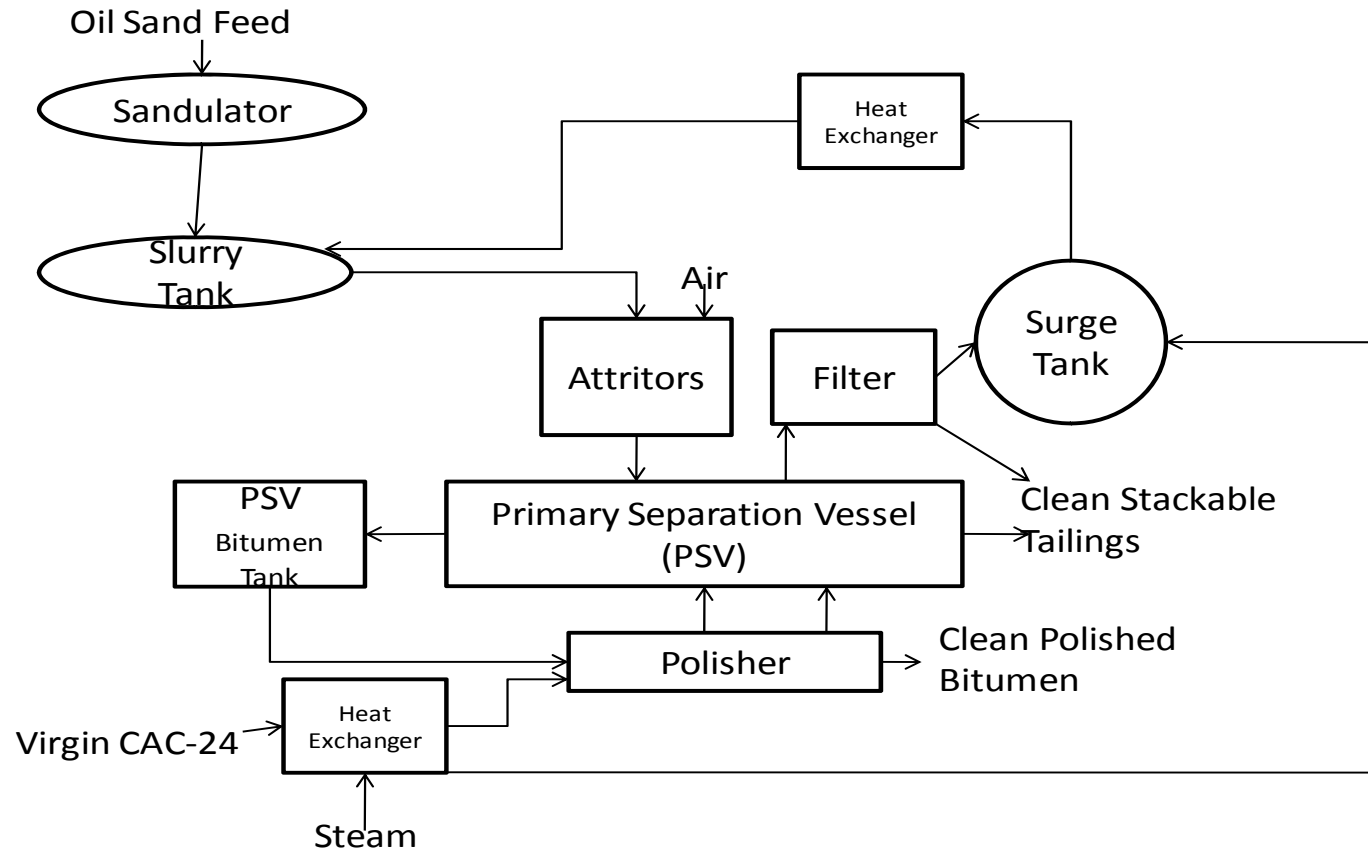 Oil Sand Feed
Sandulator
Heat
Exchanger
Slurry
Tank
Air
Surge
Tank
Attritors
Filter
PSV
Bitumen
Tank
Primary Separation Vessel
(PSV)
Clean Stackable
Tailings
Polisher
Clean Polished
Bitumen
Heat
Exchanger
Virgin CAC-24
Steam